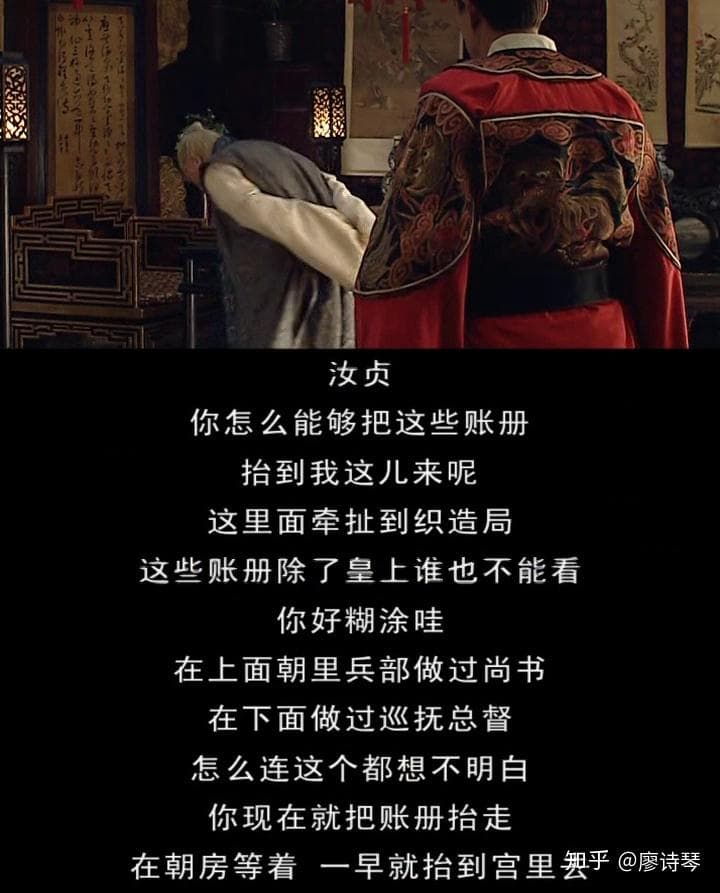 汝贞
你怎么能够把这些账册
抬到我这儿来呢
这里面牵扯到织造局
这些账册除了皇上谁也不能看
你好糊涂哇
在上面朝里兵部做过尚书
在下面做过巡抚总督
怎么连这个都想不明白
你现在就把账册抬走
在朝房等着 一早就抬到宫里去
知乎 @廖诗琴